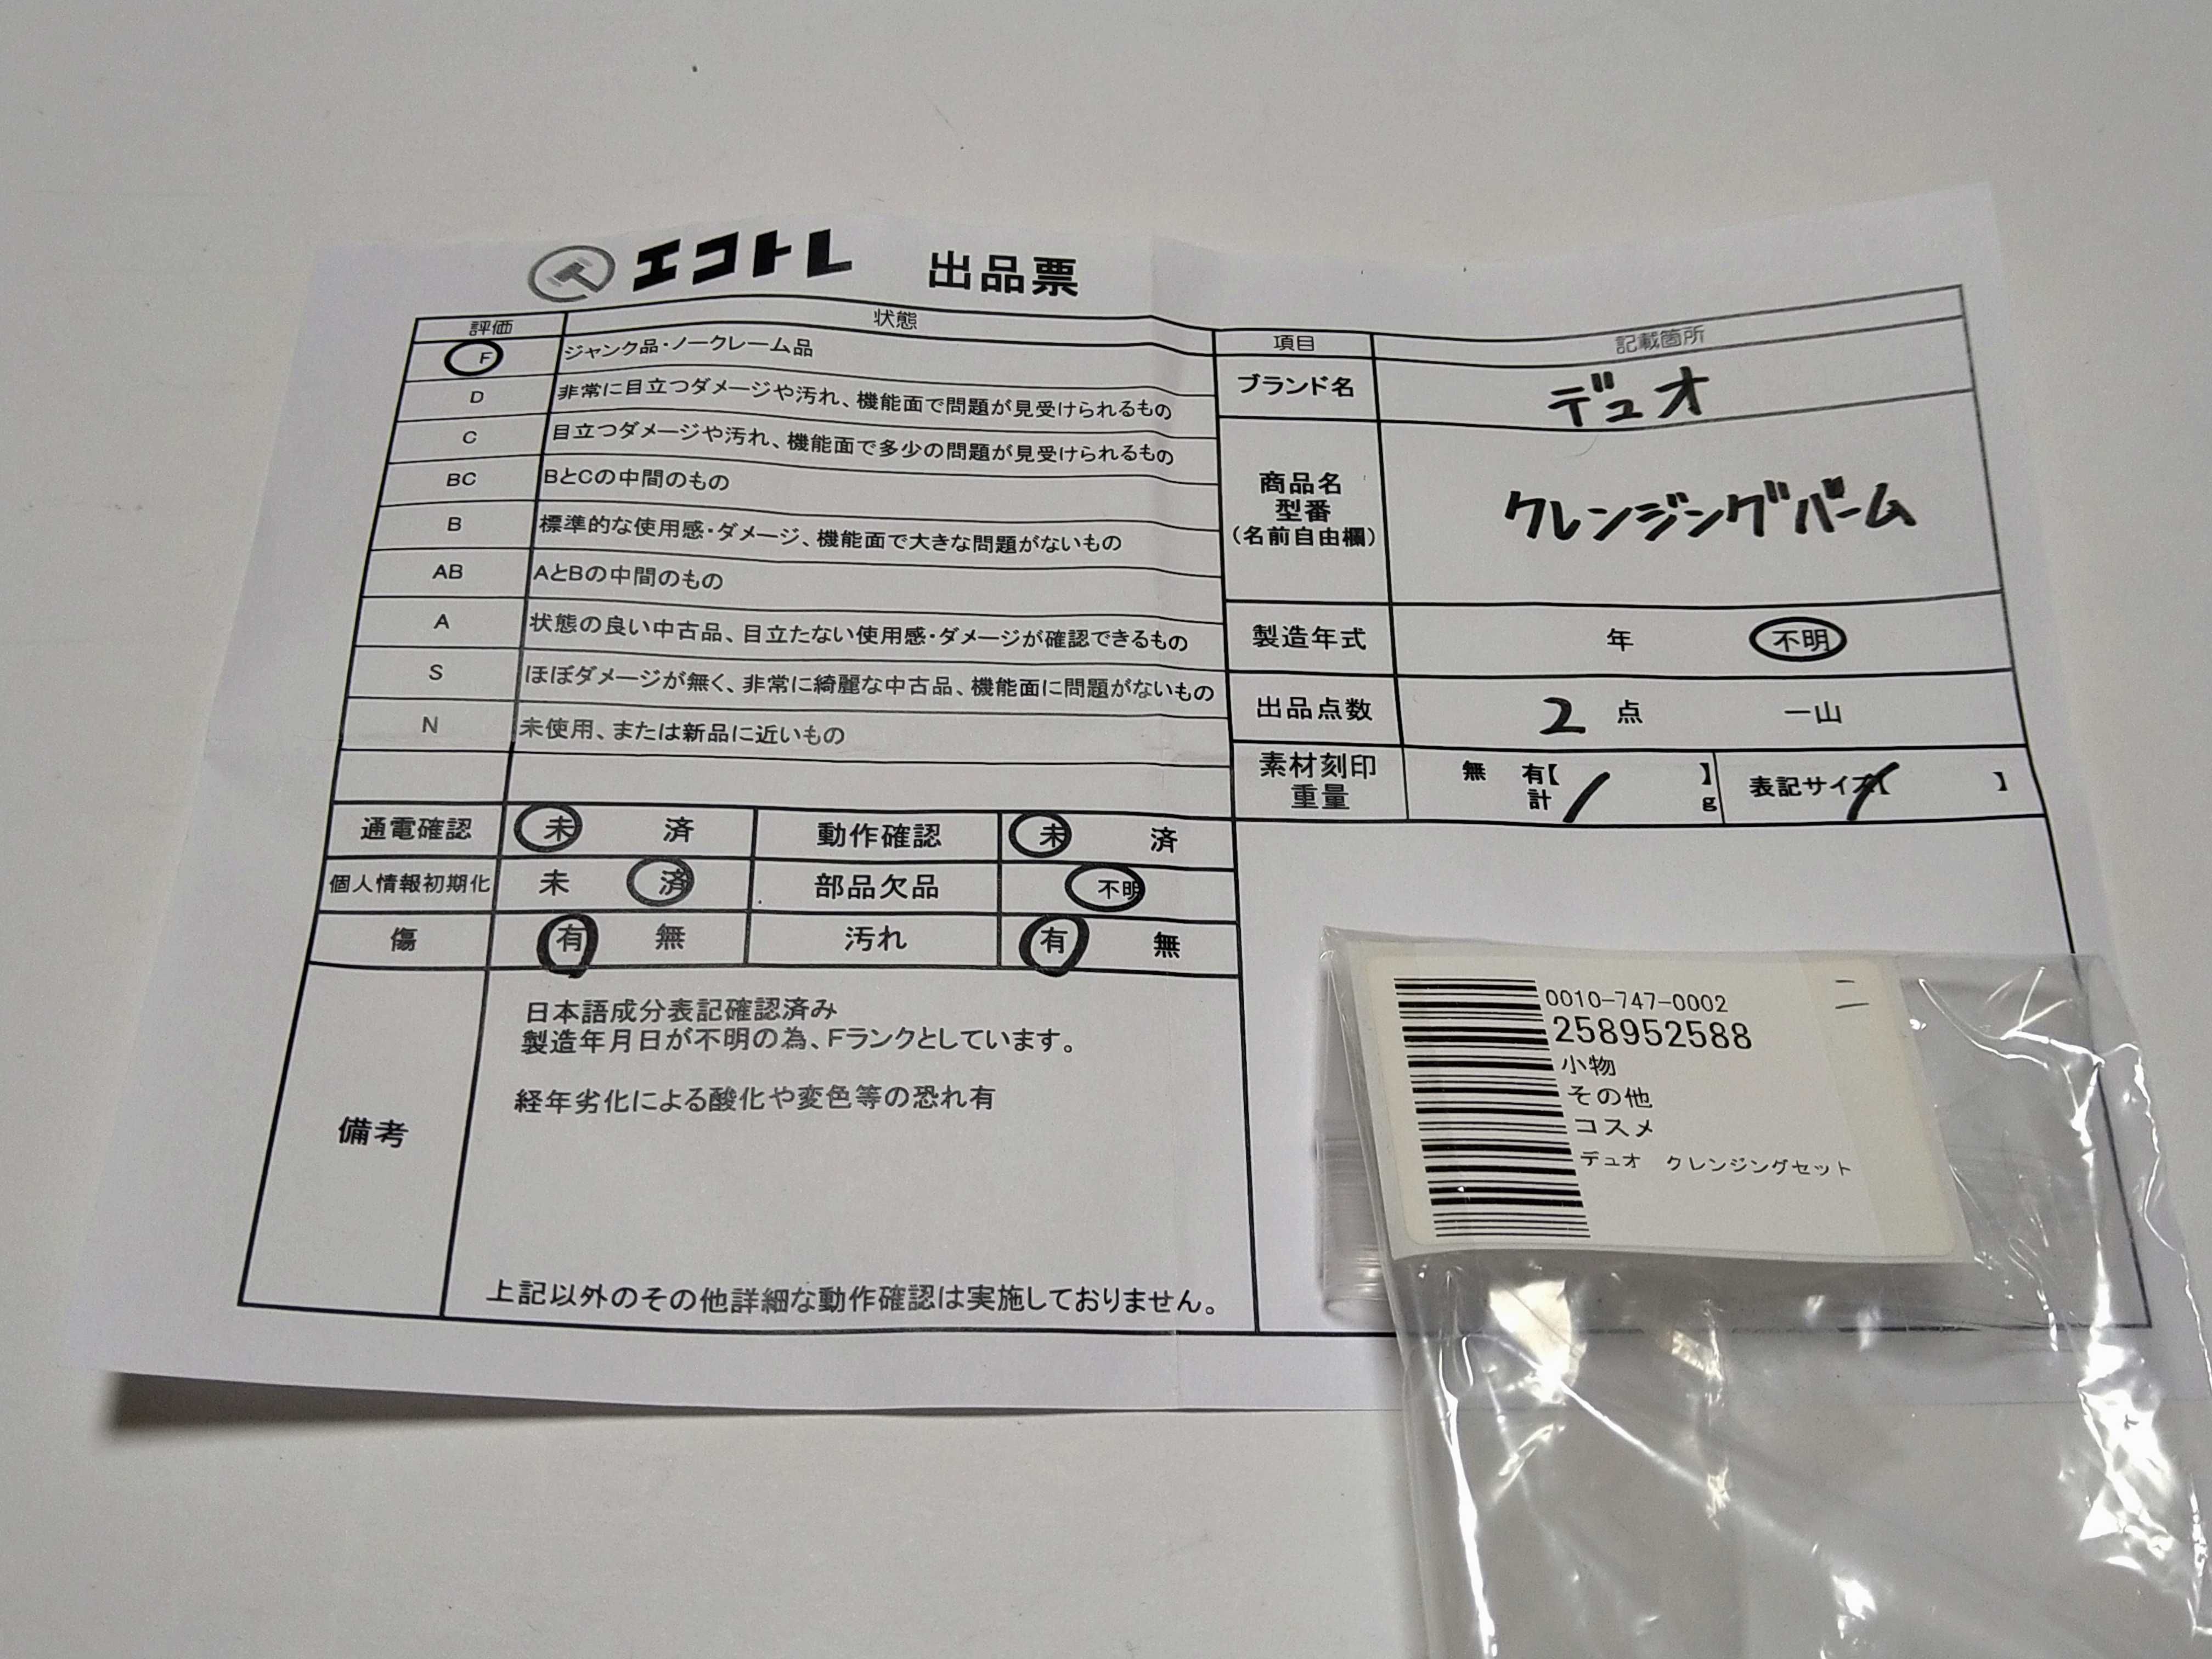 エコトレ 出品票
評価 状態
F ジャンク品・ノークレーム品
D 非常に目立つダメージや汚れ、機能面で問題が見受けられるもの
C 目立つダメージや汚れ、機能面で多少の問題が見受けられるもの
BC BとCの中間のもの
B 標準的な使用感・ダメージ、機能面で大きな問題がないもの
AB AとBの中間のもの
A 状態の良い中古品、目立たない使用感・ダメージが確認できるもの
S ほぼダメージが無く、非常に綺麗な中古品、機能面に問題がないもの
N 未使用、または新品に近いもの
通電確認 未 済 動作確認 未 済
個人情報初期化 未 済 部品欠品 不明
傷 有 無 汚れ 有 無
備考
日本語成分表記確認済み
製造年月日が不明の為、Fランクとしています。
経年劣化による酸化や変色等の恐れ有
上記以外のその他詳細な動作確認は実施しておりません。
項目 記載箇所
ブランド名 デュオ
商品名
型番
(名前自由欄)
クレンジングバーム
製造年式 年 不明
出品点数 2 点 一山
素材刻印 無 有【 】 表記サイズ【 】
重量 計 g
0010-747-0002
258952588
小物
その他
コスメ
デュオ クレンジングセット